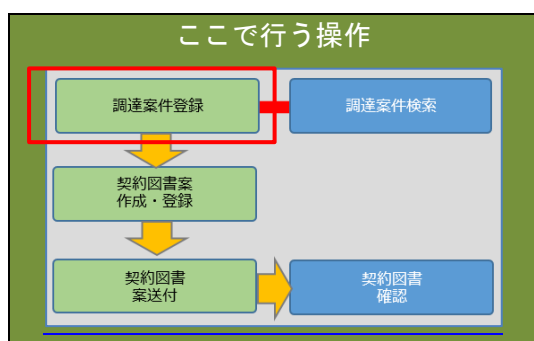 ここで行う操作
調達案件登録
調達案件検索
契約図書案
作成・登録
契約図書
案送付
契約図書
確認